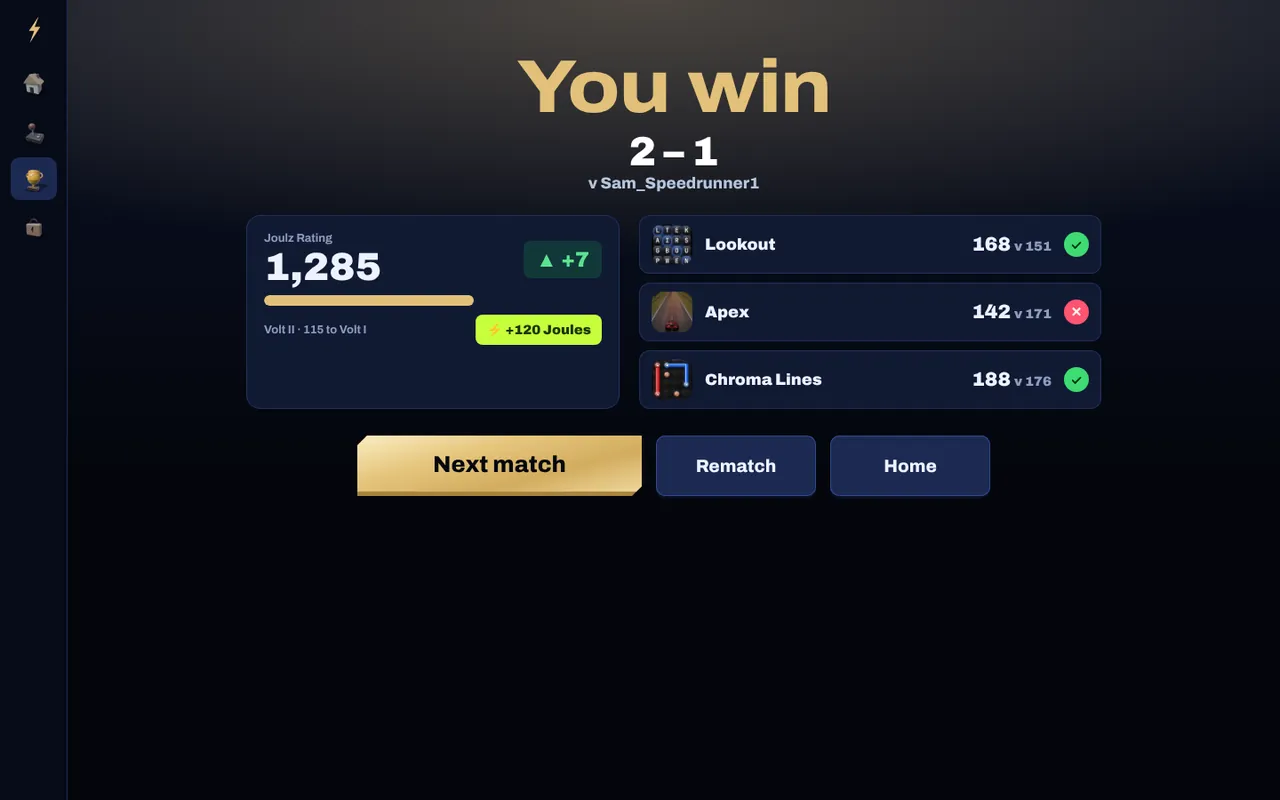 You win
2 – 1
v Sam_Speedrunner1
Joulz Rating
1,285
▲ +7
Volt II · 115 to Volt I
⚡ +120 Joules
Lookout
168 v 151
Apex
142 v 171
Chroma Lines
188 v 176
Next match
Rematch
Home